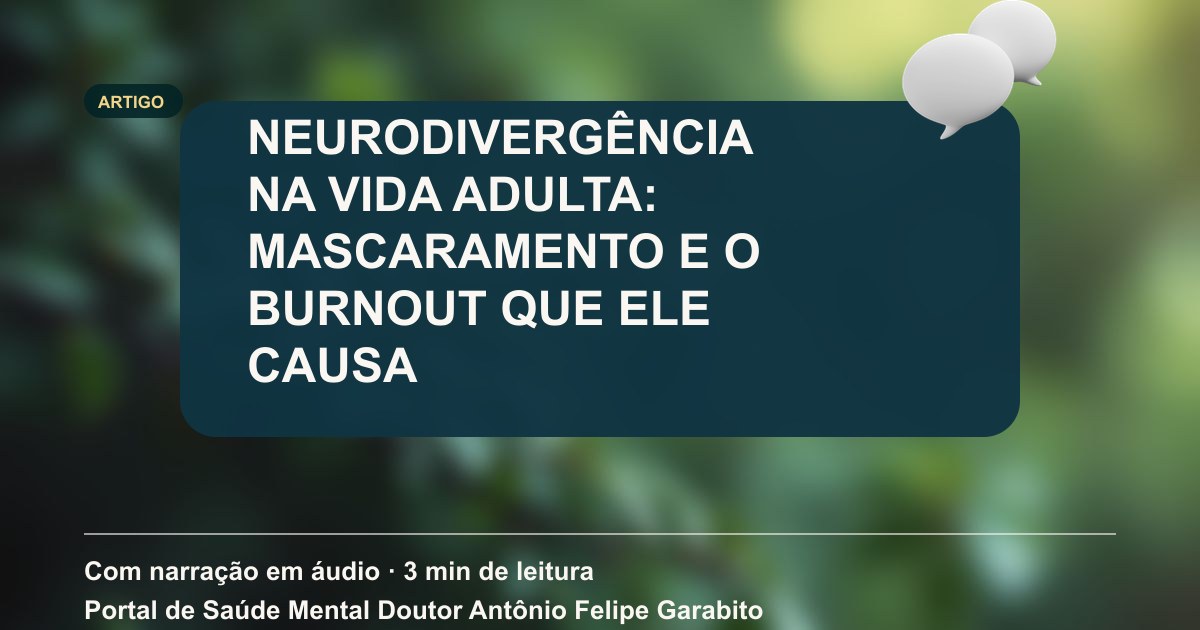 ARTIGO
NEURODIVERGÊNCIA
NA VIDA ADULTA:
MASCARAMENTO E O
BURNOUT QUE ELE
CAUSA
Com narração em áudio · 3 min de leitura
Portal de Saúde Mental Doutor Antônio Felipe Garabito